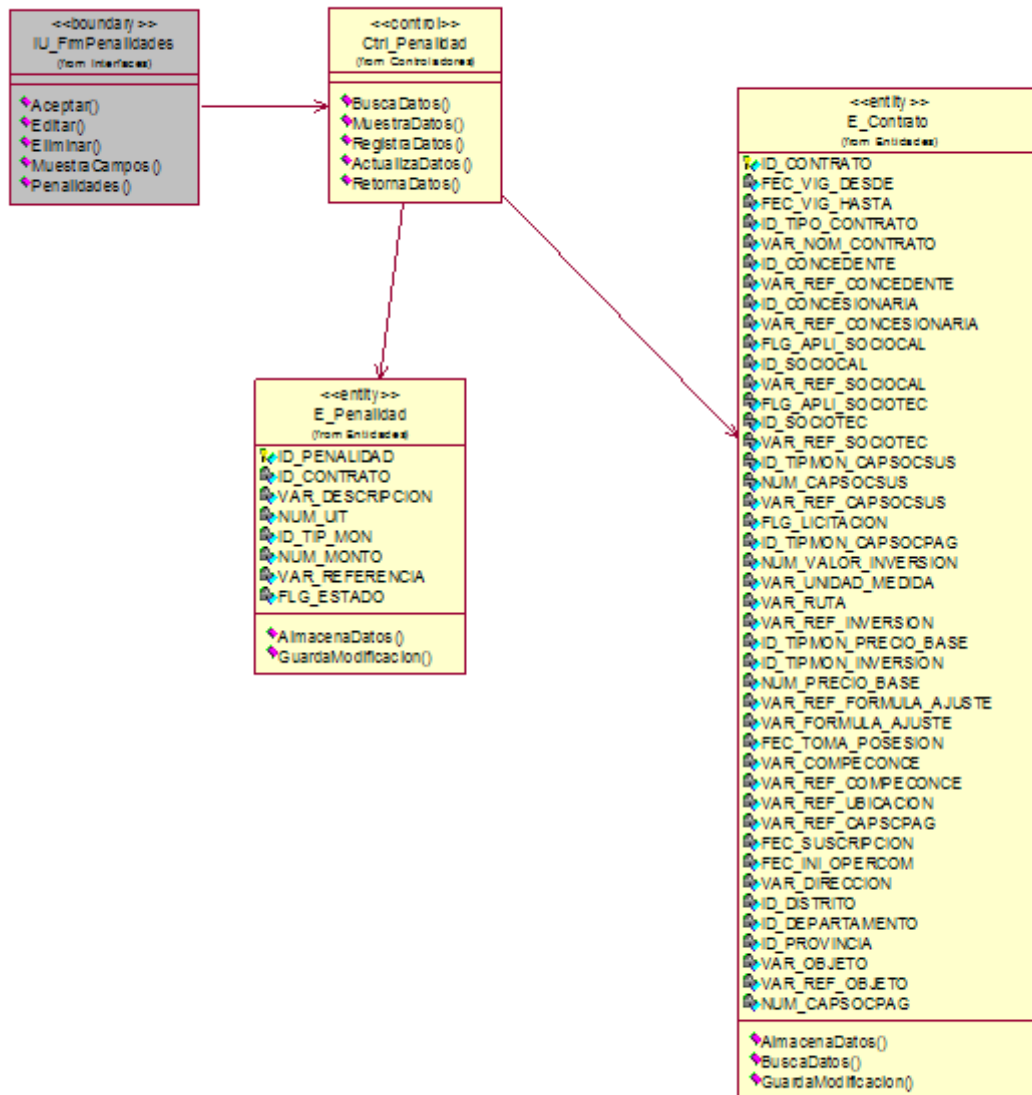 <<boundary >>
IU_FrmPenalidades
(from Interfaces)
Aceptar()
Editar()
Eliminar()
MuestraCampos()
Penalidades()
<<control>>
Ctrl_Penalidad
(from Controladores)
BuscaDatos()
MuestraDatos()
RegistraDatos()
ActualizaDatos()
RetornaDatos()
<<entity>>
E_Penalidad
(from Entidades)
ID_PENALIDAD
ID_CONTRATO
VAR_DESCRIPCION
NUM_UIT
ID_TIP_MON
NUM_MONTO
VAR_REFERENCIA
FLG_ESTADO
AlmacenaDatos()
GuardaModificacion()
<<entity >>
E_Contrato
(from Entidades)
ID_CONTRATO
FEC_VIG_DESDE
FEC_VIG_HASTA
ID_TIPO_CONTRATO
VAR_NOM_CONTRATO
ID_CONCEDENTE
VAR_REF_CONCEDENTE
ID_CONCESIONARIA
VAR_REF_CONCESIONARIA
FLG_APLI_SOCIOCAL
ID_SOCIOCAL
VAR_REF_SOCIOCAL
FLG_APLI_SOCIOTEC
ID_SOCIOTEC
VAR_REF_SOCIOTEC
ID_TIPMON_CAPSOCSUS
NUM_CAPSOCSUS
VAR_REF_CAPSOCSUS
FLG_LICITACION
ID_TIPMON_CAPSOCPAG
NUM_VALOR_INVERSION
VAR_UNIDAD_MEDIDA
VAR_RUTA
VAR_REF_INVERSION
ID_TIPMON_PRECIO_BASE
ID_TIPMON_INVERSION
NUM_PRECIO_BASE
VAR_REF_FORMULA_AJUSTE
VAR_FORMULA_AJUSTE
FEC_TOMA_POSESION
VAR_COMPECONCE
VAR_REF_COMPECONCE
VAR_REF_UBICACION
VAR_REF_CAPSCPAG
FEC_SUSCRIPCION
FEC_INI_OPERCOM
VAR_DIRECCION
ID_DISTRITO
ID_DEPARTAMENTO
ID_PROVINCIA
VAR_OBJETO
VAR_REF_OBJETO
NUM_CAPSOCPAG
AlmacenaDatos()
BuscaDatos()
GuardaModificacion()